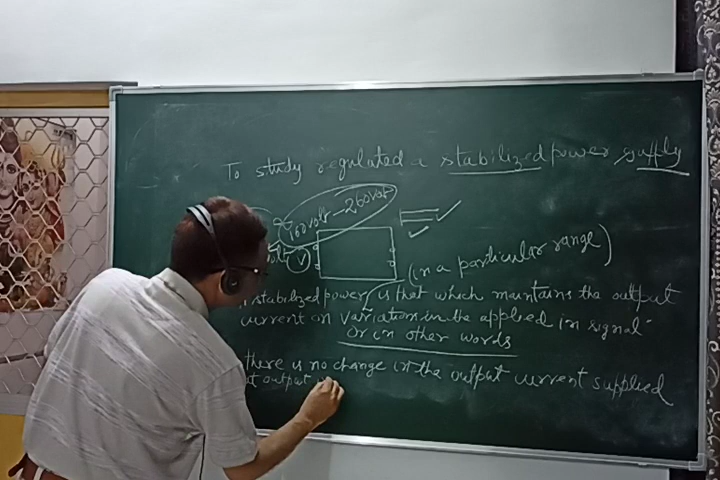 To study regulated a stabilized power supply
160 volt - 260 volt
V
(in a particular range)
stabilized power is that which maintains the output
current on variation in the applied in signal
Or in other words
there is no change in the output current supplied
at output